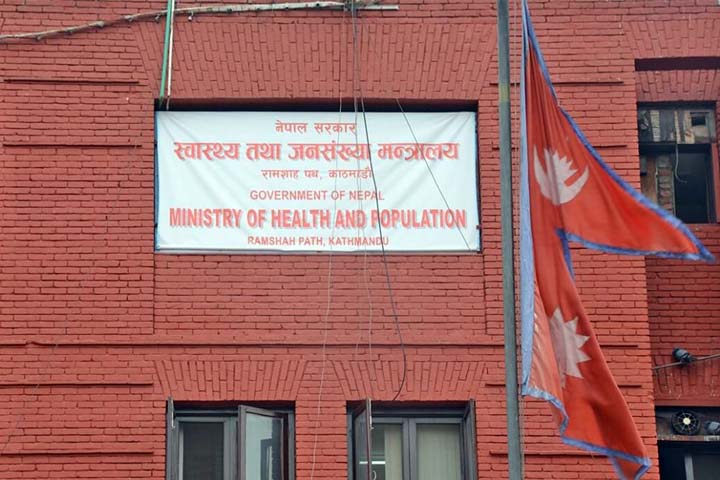 नेपाल सरकार
स्वास्थ्य तथा जनसंख्या मन्त्रालय
रामशाह पथ, काठमाडौं
GOVERNMENT OF NEPAL
MINISTRY OF HEALTH AND POPULATION
RAMSHAH PATH, KATHMANDU